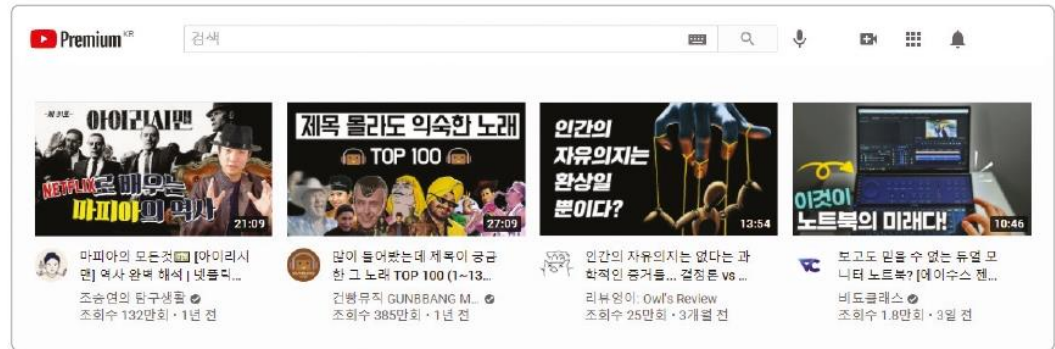 Premium KR
검색
-제 31호-
아이리시맨
NETFLIX로 배우는
마피아의 역사
21:09
제목 몰라도 익숙한 노래
TOP 100
27:09
인간의
자유의지는
환상일
뿐이다?
13:54
이것이
노트북의 미래다!
10:46
마피아의 모든것 [아이리시
맨] 역사 완벽 해석 | 넷플릭...
조승연의 탐구생활
조회수 132만회 • 1년 전
많이 들어봤는데 제목이 궁금
한 그 노래 TOP 100 (1~13...
건빵뮤직 GUNBBANG M...
조회수 385만회 • 1년 전
인간의 자유의지는 없다는 과
학적인 증거들... 결정론 vs ...
리뷰엉이: Owl's Review
조회수 25만회 • 3개월 전
VC
보고도 믿을 수 없는 듀얼 모
니터 노트북? [에이수스 젠...
비됴클래스
조회수 1.8만회 • 3일 전